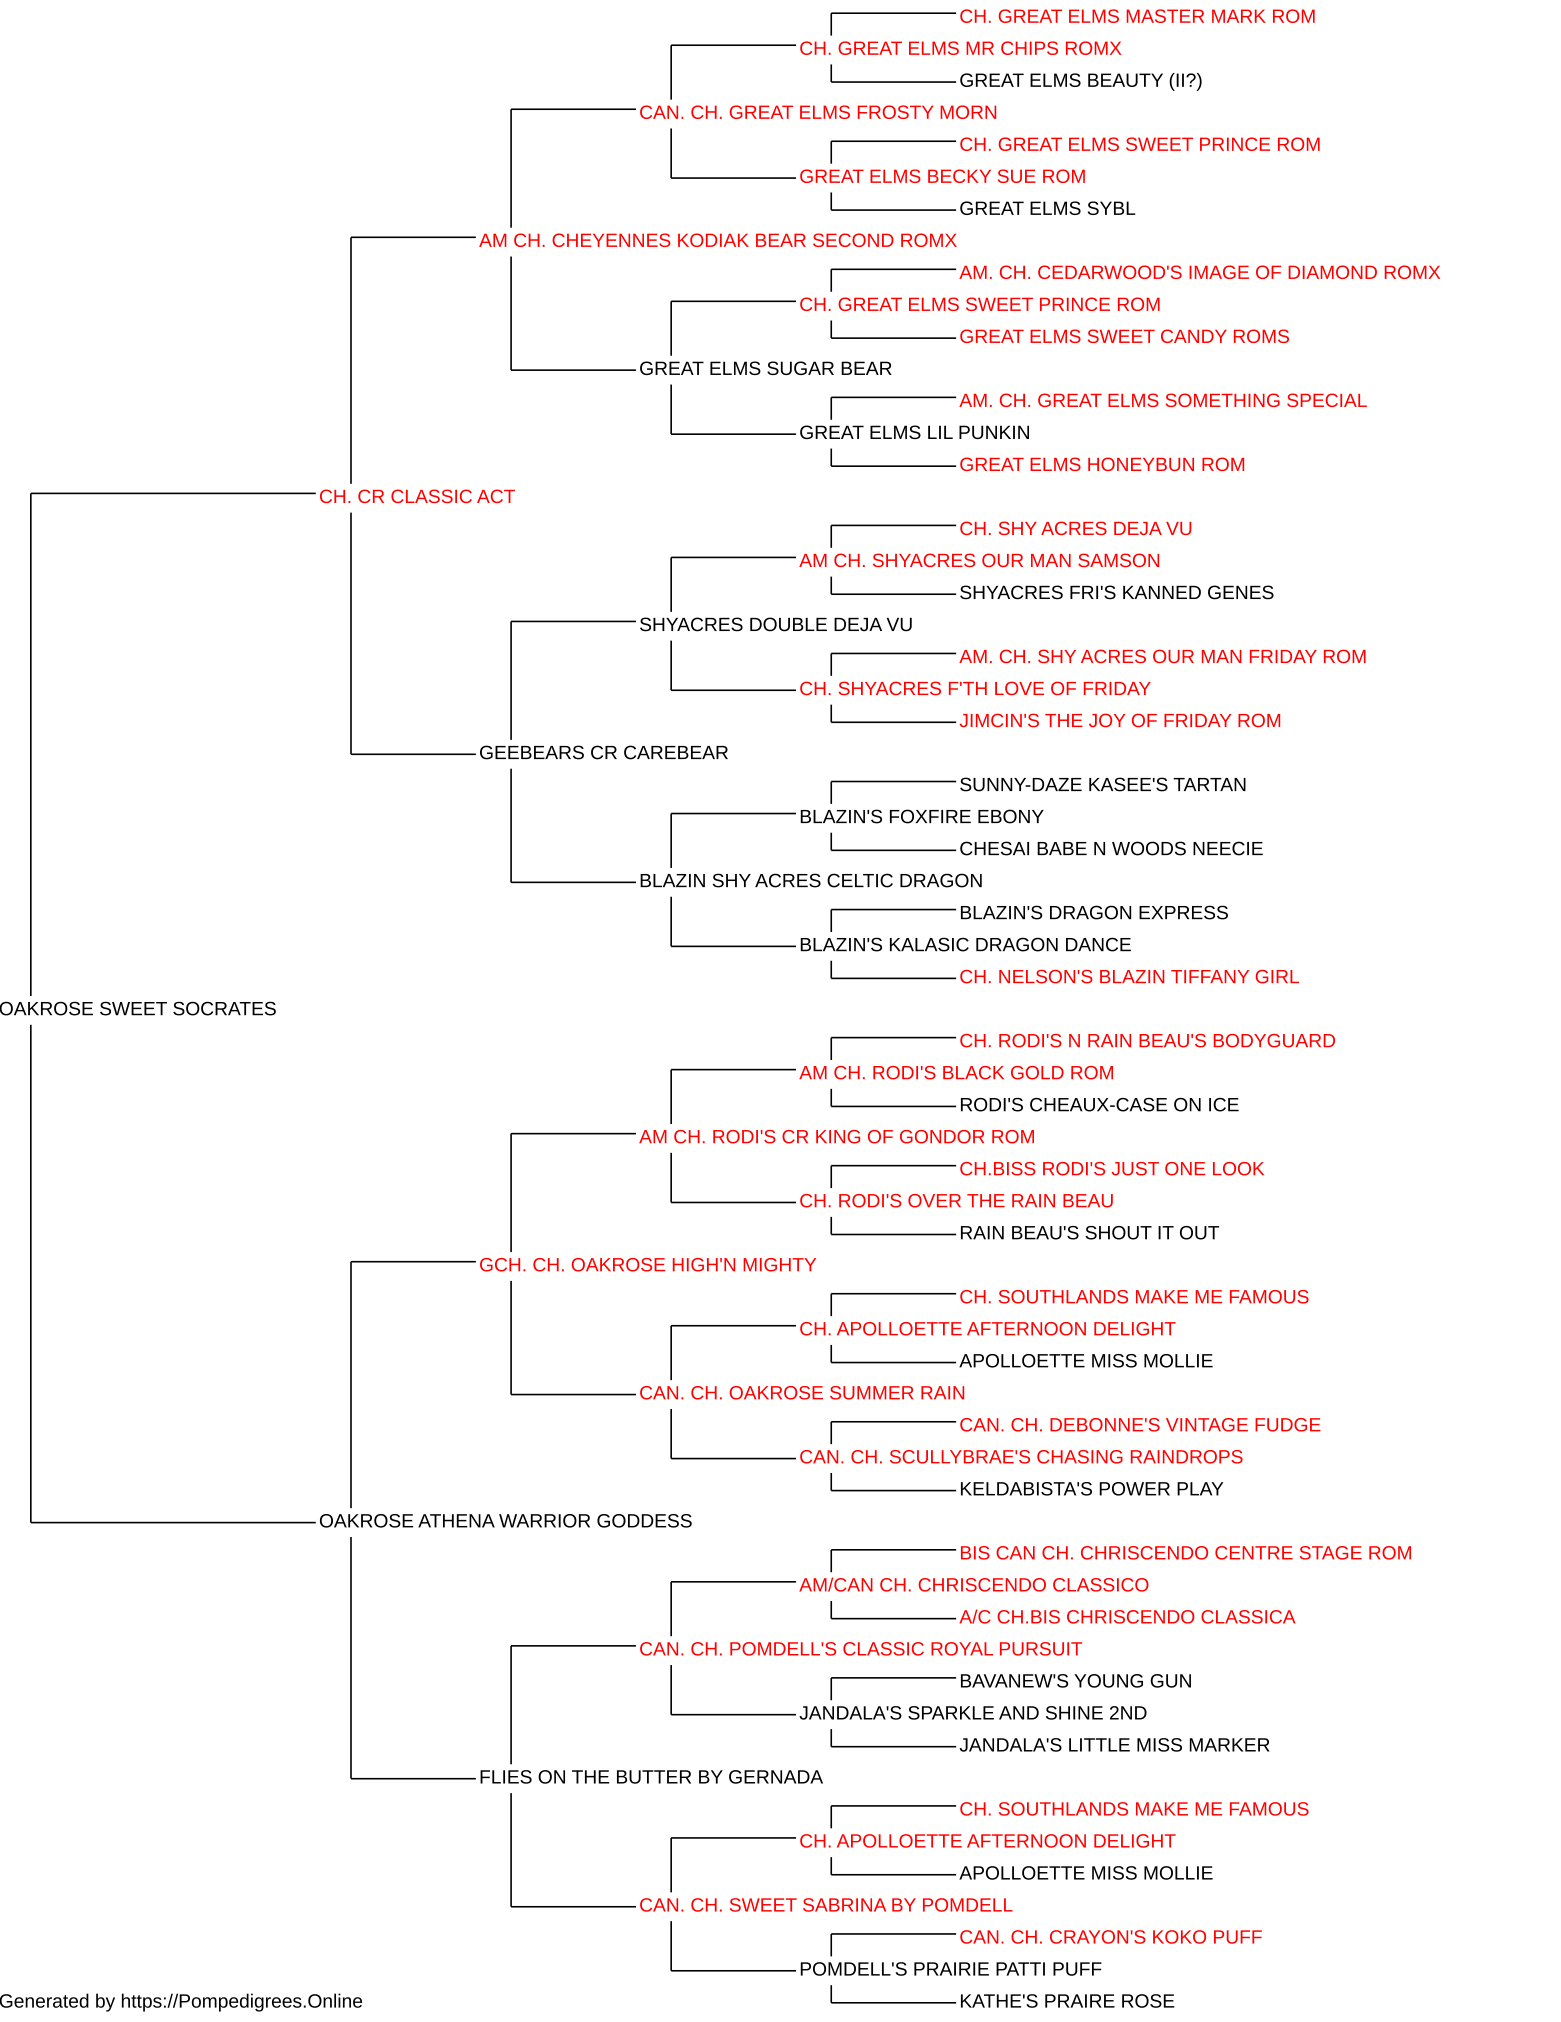 CH. GREAT ELMS MASTER MARK ROM
CH. GREAT ELMS MR CHIPS ROMX
GREAT ELMS BEAUTY (II?)
CAN. CH. GREAT ELMS FROSTY MORN
CH. GREAT ELMS SWEET PRINCE ROM
GREAT ELMS BECKY SUE ROM
GREAT ELMS SYBL
AM CH. CHEYENNES KODIAK BEAR SECOND ROMX
AM. CH. CEDARWOOD'S IMAGE OF DIAMOND ROMX
CH. GREAT ELMS SWEET PRINCE ROM
GREAT ELMS SWEET CANDY ROMS
GREAT ELMS SUGAR BEAR
AM. CH. GREAT ELMS SOMETHING SPECIAL
GREAT ELMS LIL PUNKIN
GREAT ELMS HONEYBUN ROM
CH. CR CLASSIC ACT
CH. SHY ACRES DEJA VU
AM CH. SHYACRES OUR MAN SAMSON
SHYACRES FRI'S KANNED GENES
SHYACRES DOUBLE DEJA VU
AM. CH. SHY ACRES OUR MAN FRIDAY ROM
CH. SHYACRES F'TH LOVE OF FRIDAY
JIMCIN'S THE JOY OF FRIDAY ROM
GEEBEARS CR CAREBEAR
SUNNY-DAZE KASEE'S TARTAN
BLAZIN'S FOXFIRE EBONY
CHESAI BABE N WOODS NEECIE
BLAZIN SHY ACRES CELTIC DRAGON
BLAZIN'S DRAGON EXPRESS
BLAZIN'S KALASIC DRAGON DANCE
CH. NELSON'S BLAZIN TIFFANY GIRL
OAKROSE SWEET SOCRATES
CH. RODI'S N RAIN BEAU'S BODYGUARD
AM CH. RODI'S BLACK GOLD ROM
RODI'S CHEAUX-CASE ON ICE
AM CH. RODI'S CR KING OF GONDOR ROM
CH.BISS RODI'S JUST ONE LOOK
CH. RODI'S OVER THE RAIN BEAU
RAIN BEAU'S SHOUT IT OUT
GCH. CH. OAKROSE HIGH'N MIGHTY
CH. SOUTHLANDS MAKE ME FAMOUS
CH. APOLLOETTE AFTERNOON DELIGHT
APOLLOETTE MISS MOLLIE
CAN. CH. OAKROSE SUMMER RAIN
CAN. CH. DEBONNE'S VINTAGE FUDGE
CAN. CH. SCULLYBRAE'S CHASING RAINDROPS
KELDABISTA'S POWER PLAY
OAKROSE ATHENA WARRIOR GODDESS
BIS CAN CH. CHRISCENDO CENTRE STAGE ROM
AM/CAN CH. CHRISCENDO CLASSICO
A/C CH.BIS CHRISCENDO CLASSICA
CAN. CH. POMDELL'S CLASSIC ROYAL PURSUIT
BAVANEW'S YOUNG GUN
JANDALA'S SPARKLE AND SHINE 2ND
JANDALA'S LITTLE MISS MARKER
FLIES ON THE BUTTER BY GERNADA
CH. SOUTHLANDS MAKE ME FAMOUS
CH. APOLLOETTE AFTERNOON DELIGHT
APOLLOETTE MISS MOLLIE
CAN. CH. SWEET SABRINA BY POMDELL
CAN. CH. CRAYON'S KOKO PUFF
POMDELL'S PRAIRIE PATTI PUFF
KATHE'S PRAIRE ROSE
Generated by https://Pompedigrees.Online